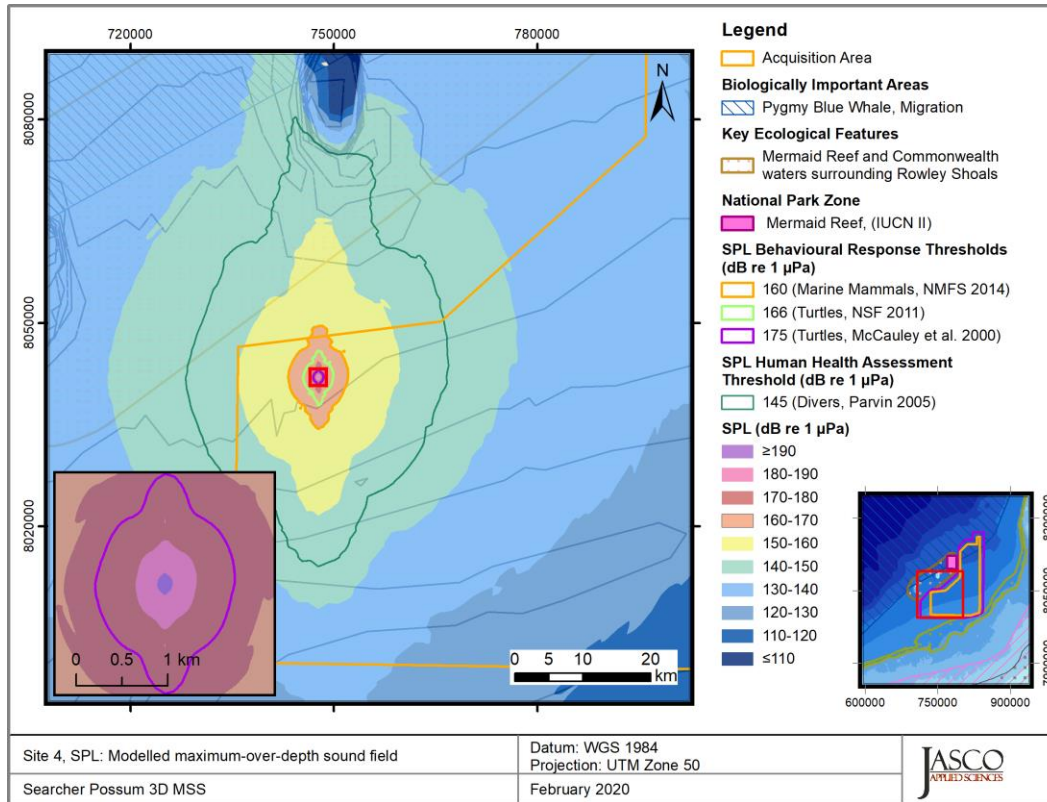 720000
750000
780000
8080000
8050000
8020000
N
0
0.5
1 km
0
5
10
20
km
Legend
Acquisition Area
Biologically Important Areas
Pygmy Blue Whale, Migration
Key Ecological Features
Mermaid Reef and Commonwealth
waters surrounding Rowley Shoals
National Park Zone
Mermaid Reef, (IUCN II)
SPL Behavioural Response Thresholds
(dB re 1 µPa)
160 (Marine Mammals, NMFS 2014)
166 (Turtles, NSF 2011)
175 (Turtles, McCauley et al. 2000)
SPL Human Health Assessment
Threshold (dB re 1 µPa)
145 (Divers, Parvin 2005)
SPL (dB re 1 µPa)
≥190
180-190
170-180
160-170
150-160
140-150
130-140
120-130
110-120
≤110
8200000
8050000
600000
750000
900000
Site 4, SPL: Modelled maximum-over-depth sound field
Datum: WGS 1984
Projection: UTM Zone 50
Searcher Possum 3D MSS
February 2020
JASCO
APPLIED SCIENCES